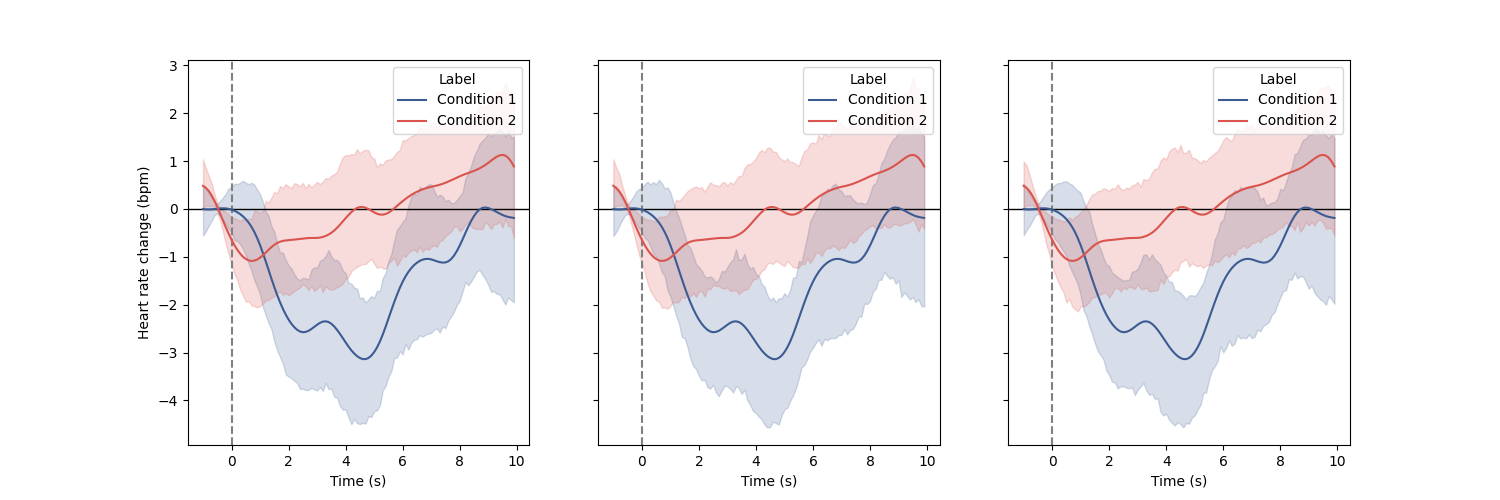 Heart rate change (bpm)
3
2
1
0
−1
−2
−3
−4
Label
Condition 1
Condition 2
0 2 4 6 8 10
Time (s)
Label
Condition 1
Condition 2
0 2 4 6 8 10
Time (s)
Label
Condition 1
Condition 2
0 2 4 6 8 10
Time (s)